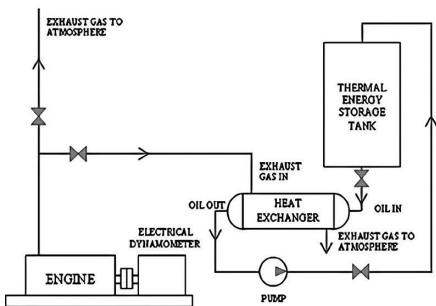 EXHAUST GAS TO
ATMOSPHERE
THERMAL
ENERGY
STORAGE
TANK
EXHAUST
GAS IN
OIL OUT
HEAT
EXCHANGER
OIL IN
ELECTRICAL
DYNAMOMETER
EXHAUST GAS TO
ATMOSPHERE
ENGINE
PUMP